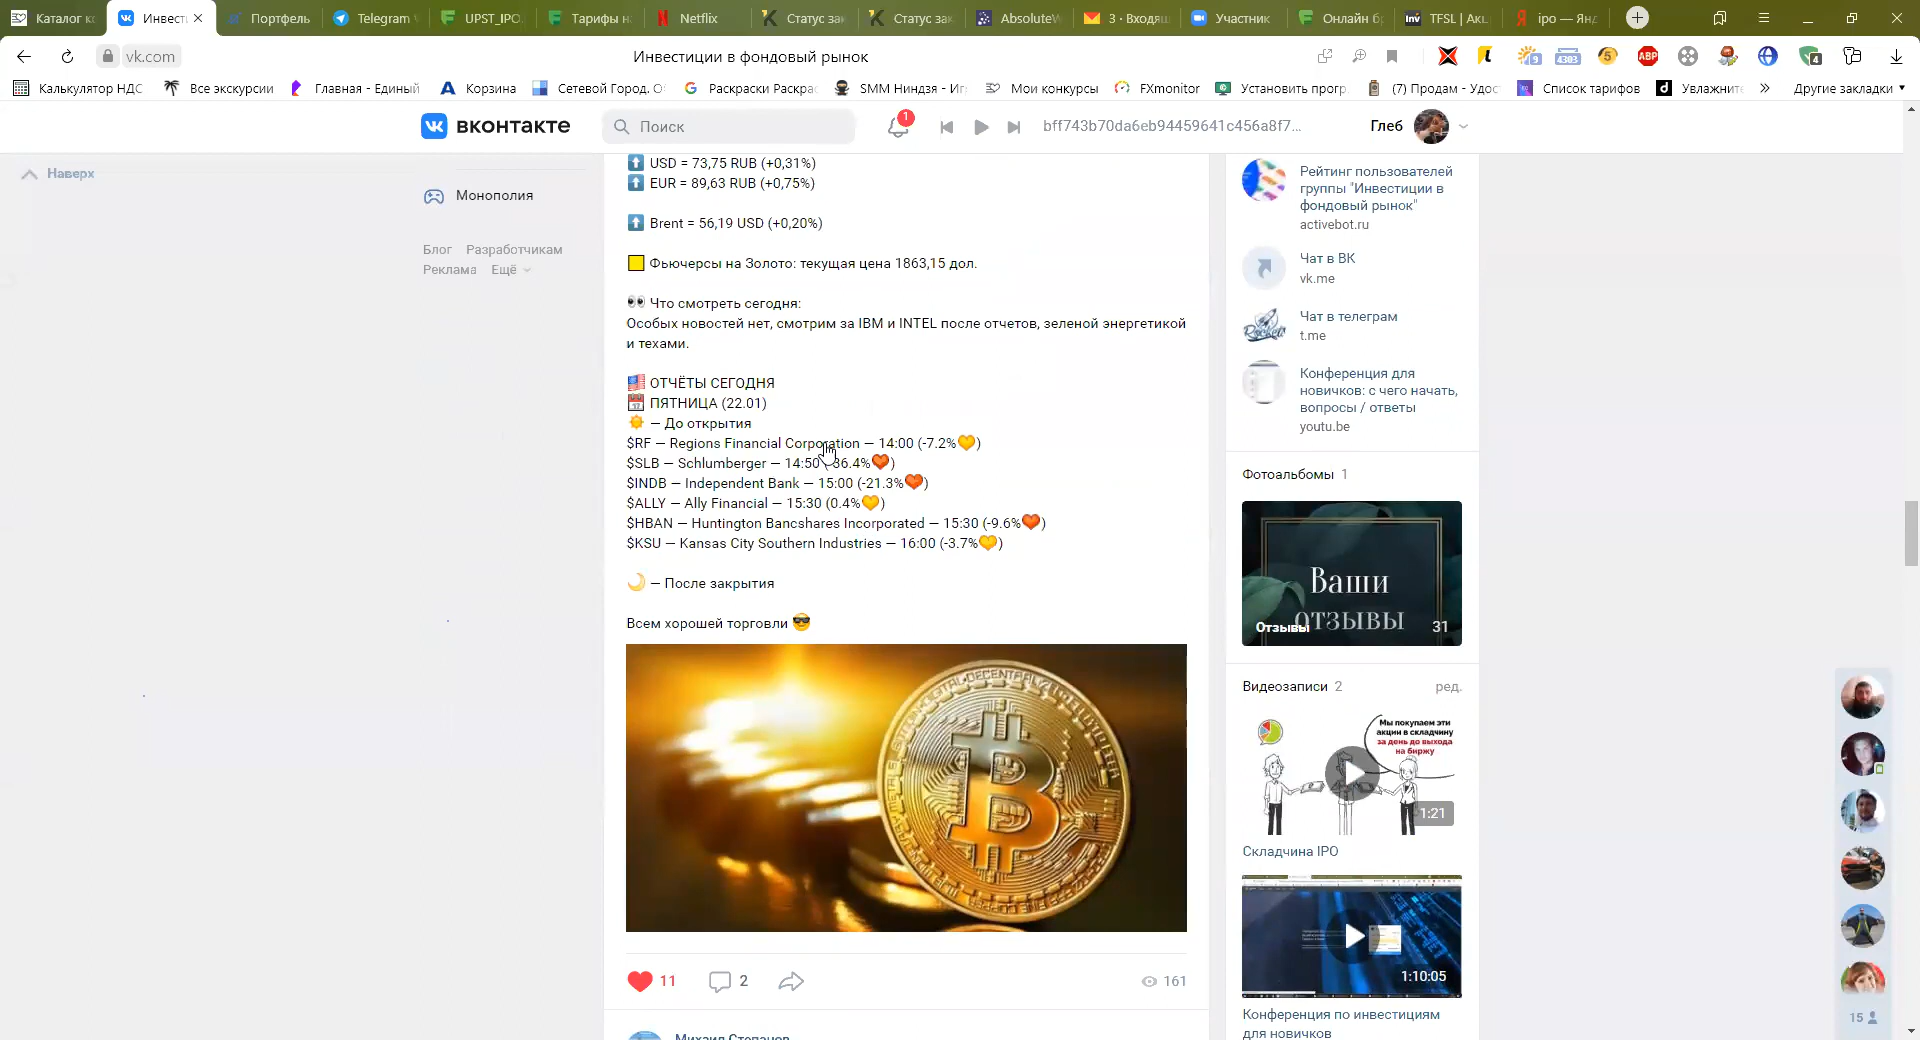 Каталог
Инвест
Портфель
Telegram
UPST_IPO
Тарифы
Netflix
Статус
Статус
Absolute
3 · Входящ
Участник
Онлайн
TFSL | Ак
ipo — Янд
vk.com
Инвестиции в фондовый рынок
9
4303
5
ABP
4
Калькулятор НДС
Все экскурсии
Главная - Единый
Корзина
Сетевой Город.
Раскраски
SMM Ниндзя - Иг
Мои конкурсы
FXmonitor
Установить прогр
(7) Продам - Удос
Список тарифов
Увлажните
Другие закладки
вконтакте
Поиск
1
bff743b70da6eb94459641c456a8f7...
Глеб
Наверх
Монополия
Блог Разработчикам
Реклама Ещё
USD = 73,75 RUB (+0,31%)
EUR = 89,63 RUB (+0,75%)
Brent = 56,19 USD (+0,20%)
Фьючерсы на Золото: текущая цена 1863,15 дол.
Что смотреть сегодня:
Особых новостей нет, смотрим за IBM и INTEL после отчетов, зеленой энергетикой
и техами.
ОТЧЁТЫ СЕГОДНЯ
ПЯТНИЦА (22.01)
— До открытия
$RF — Regions Financial Corporation — 14:00 (-7.2%💛)
$SLB — Schlumberger — 14:50 (-36.4%🧡)
$INDB — Independent Bank — 15:00 (-21.3%🧡)
$ALLY — Ally Financial — 15:30 (0.4%💛)
$HBAN — Huntington Bancshares Incorporated — 15:30 (-9.6%🧡)
$KSU — Kansas City Southern Industries — 16:00 (-3.7%💛)
— После закрытия
Всем хорошей торговли 😎
DECENTRALIZED
11
2
161
Михаил Степанов
Рейтинг пользователей
группы "Инвестиции в
фондовый рынок"
activebot.ru
Чат в ВК
vk.me
Чат в телеграм
t.me
Конференция для
новичков: с чего начать,
вопросы / ответы
youtu.be
Фотоальбомы 1
Ваши
отзывы
Отзывы
31
Видеозаписи 2
ред.
Мы покупаем эти
акции в складчину
за день до выхода
на биржу
1:21
Складчина IPO
1:10:05
Конференция по инвестициям
для новичков
15